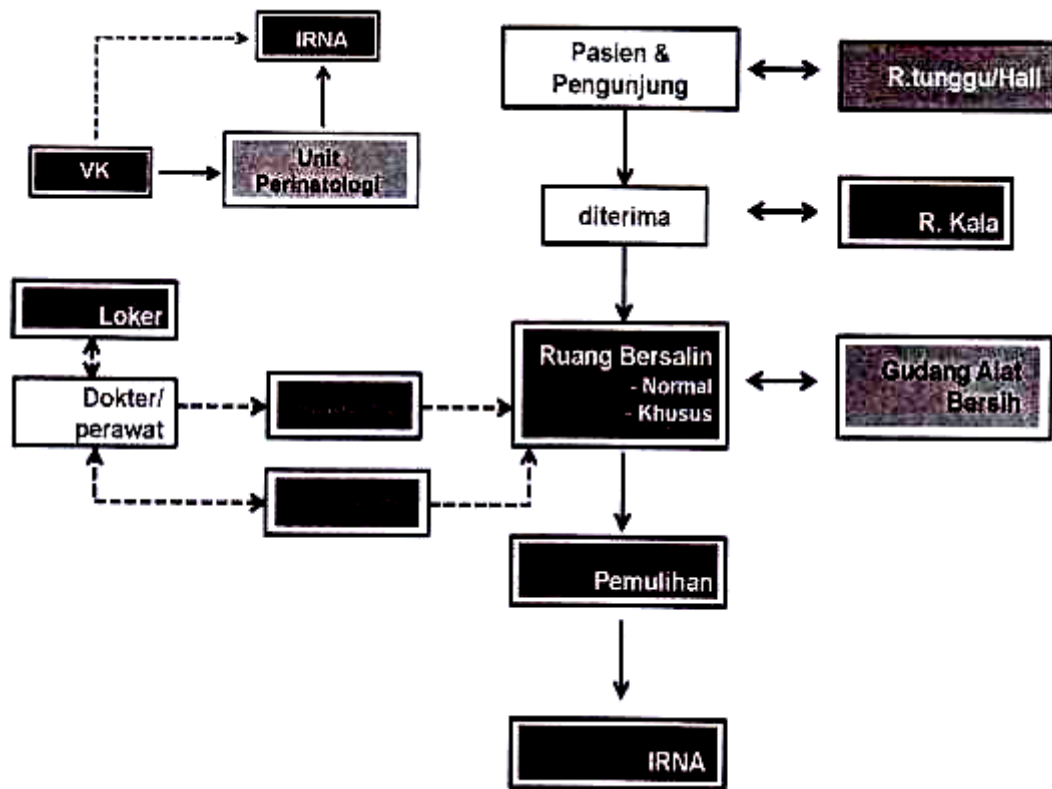 IRNA
VK
Unit
Perinatologi
Pasien &
Pengunjung
R.tunggu/Hall
diterima
R. Kala
Loker
Dokter/
perawat
Ruang Bersalin
- Normal
- Khusus
Gudang Alat
Bersih
Pemulihan
IRNA